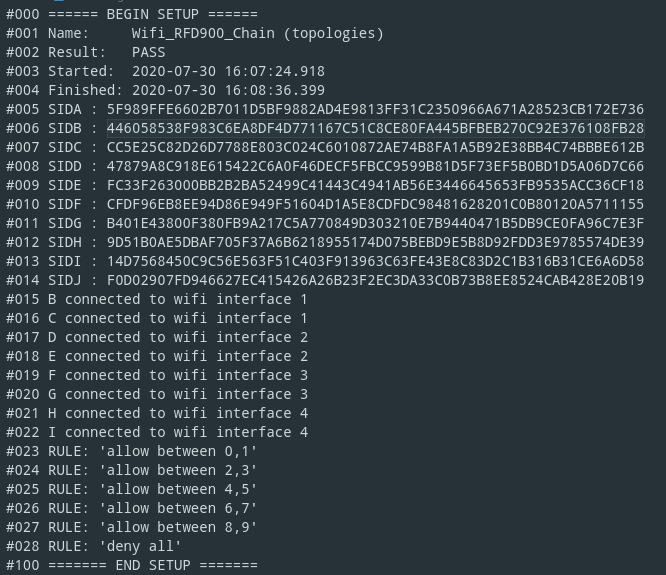 #000 ====== BEGIN SETUP ======
#001 Name:     Wifi_RFD900_Chain (topologies)
#002 Result:   PASS
#003 Started:  2020-07-30 16:07:24.918
#004 Finished: 2020-07-30 16:08:36.399
#005 SIDA : 5F989FFE6602B7011D5BF9882AD4E9813FF31C2350966A671A28523CB172E736
#006 SIDB : 446058538F983C6EA8DF4D771167C51C8CE80FA445BFBEB270C92E376108FB28
#007 SIDC : CC5E25C82D26D7788E803C024C6010872AE74B8FA1A5B92E38BB4C74BBBE612B
#008 SIDD : 47879A8C918E615422C6A0F46DECF5FBCC9599B81D5F73EF5B0BD1D5A06D7C66
#009 SIDE : FC33F263000BB2B2BA52499C41443C4941AB56E3446645653FB9535ACC36CF18
#010 SIDF : CFDF96EB8EE94D86E949F51604D1A5E8CDFDC98481628201C0B80120A5711155
#011 SIDG : B401E43800F380FB9A217C5A770849D303210E7B9440471B5DB9CE0FA96C7E3F
#012 SIDH : 9D51B0AE5DBAF705F37A6B6218955174D075BEBD9E5B8D92FDD3E9785574DE39
#013 SIDI : 14D7568450C9C56E563F51C403F913963C63FE43E8C83D2C1B316B31CE6A6D58
#014 SIDJ : F0D02907FD946627EC415426A26B23F2EC3DA33C0B73B8EE8524CAB428E20B19
#015 B connected to wifi interface 1
#016 C connected to wifi interface 1
#017 D connected to wifi interface 2
#018 E connected to wifi interface 2
#019 F connected to wifi interface 3
#020 G connected to wifi interface 3
#021 H connected to wifi interface 4
#022 I connected to wifi interface 4
#023 RULE: 'allow between 0,1'
#024 RULE: 'allow between 2,3'
#025 RULE: 'allow between 4,5'
#026 RULE: 'allow between 6,7'
#027 RULE: 'allow between 8,9'
#028 RULE: 'deny all'
#100 ======= END SETUP =======